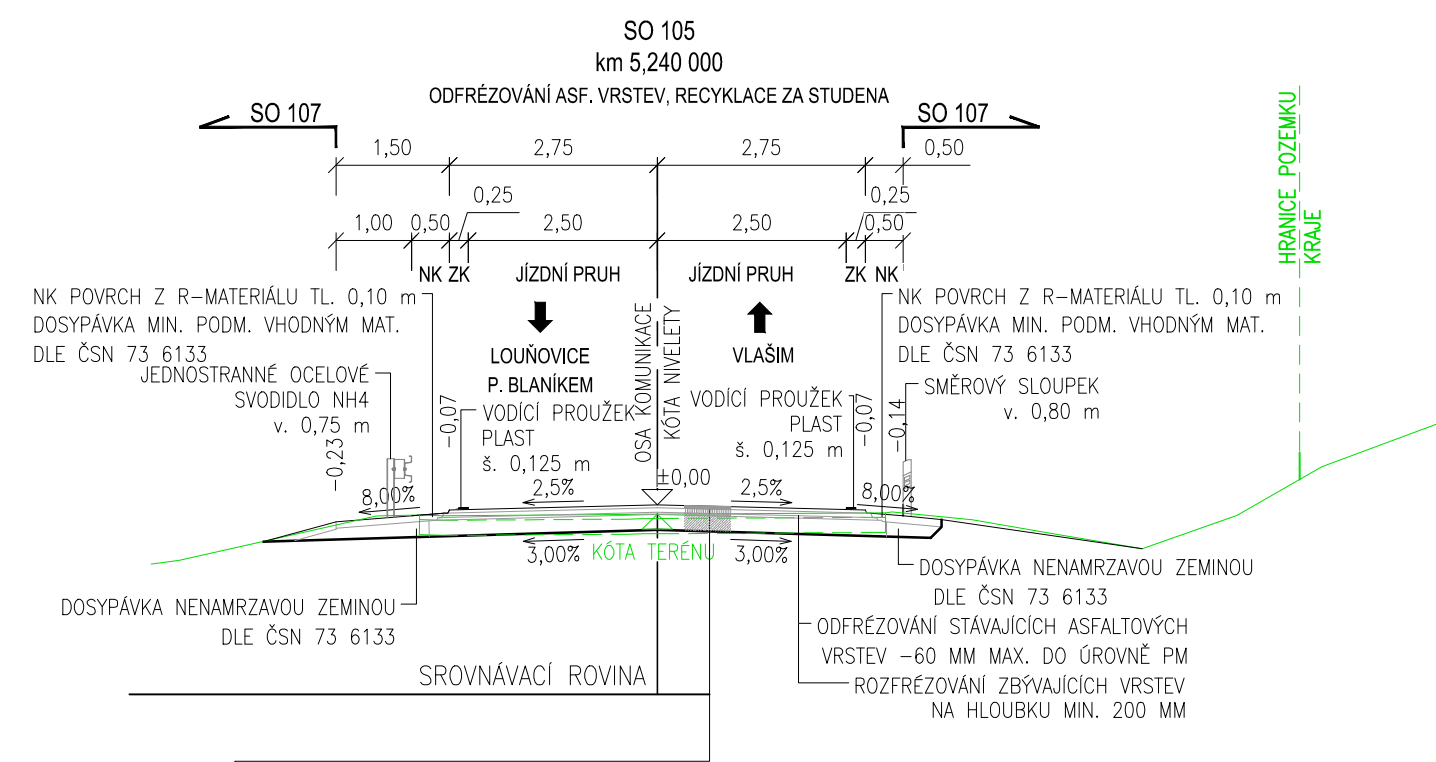 SO 105
km 5,240 000
ODFRÉZOVÁNÍ ASF. VRSTEV, RECYKLACE ZA STUDENA
SO 107
SO 107
1,50
2,75
2,75
0,50
0,25
0,25
1,00
0,50
2,50
2,50
0,50
NK ZK
JÍZDNÍ PRUH
JÍZDNÍ PRUH
ZK NK
HRANICE POZEMKU
KRAJE
NK POVRCH Z R-MATERIÁLU TL. 0,10 m
DOSYPÁVKA MIN. PODM. VHODNÝM MAT.
DLE ČSN 73 6133
NK POVRCH Z R-MATERIÁLU TL. 0,10 m
DOSYPÁVKA MIN. PODM. VHODNÝM MAT.
DLE ČSN 73 6133
LOUŇOVICE
P. BLANÍKEM
OSA KOMUNIKACE
KÓTA NIVELETY
VLAŠIM
JEDNOSTRANNÉ OCELOVÉ
SVODIDLO NH4
v. 0,75 m
SMĚROVÝ SLOUPEK
v. 0,80 m
-0,23
-0,07
VODÍCÍ PROUŽEK
PLAST
š. 0,125 m
VODÍCÍ PROUŽEK
PLAST
š. 0,125 m
-0,07
-0,14
±0,00
8,00%
2,5%
2,5%
8,00%
3,00%
KÓTA TERÉNU
3,00%
DOSYPÁVKA NENAMRZAVOU ZEMINOU
DLE ČSN 73 6133
DOSYPÁVKA NENAMRZAVOU ZEMINOU
DLE ČSN 73 6133
ODFRÉZOVÁNÍ STÁVAJÍCÍCH ASFALTOVÝCH
VRSTEV -60 MM MAX. DO ÚROVNĚ PM
ROZFRÉZOVÁNÍ ZBÝVAJÍCÍCH VRSTEV
NA HLOUBKU MIN. 200 MM
SROVNÁVACÍ ROVINA